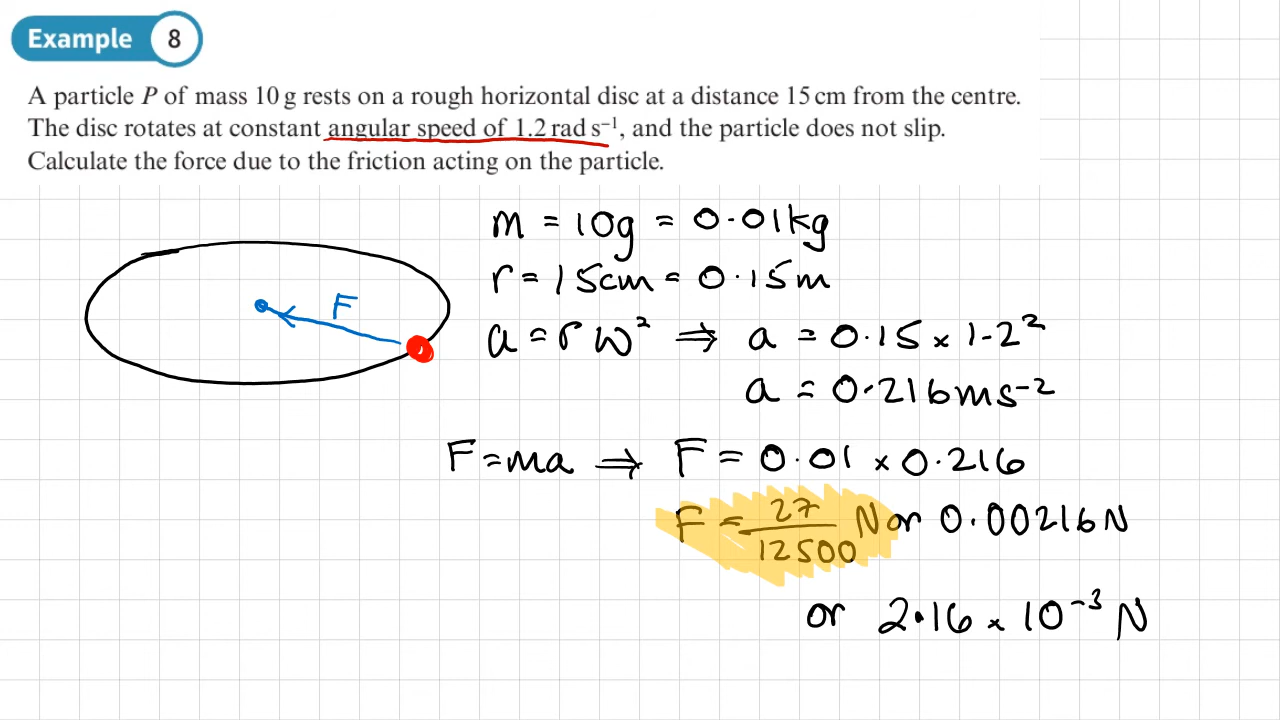 Example 8
A particle P of mass 10 g rests on a rough horizontal disc at a distance 15 cm from the centre.
The disc rotates at constant angular speed of 1.2 rad s⁻¹, and the particle does not slip.
Calculate the force due to the friction acting on the particle.
m = 10g = 0.01kg
r = 15cm = 0.15m
F
a = rω² ⇒ a = 0.15 × 1.2²
a = 0.216ms⁻²
F = ma ⇒ F = 0.01 × 0.216
F = 27/12500 N or 0.00216N
or 2.16 × 10⁻³ N